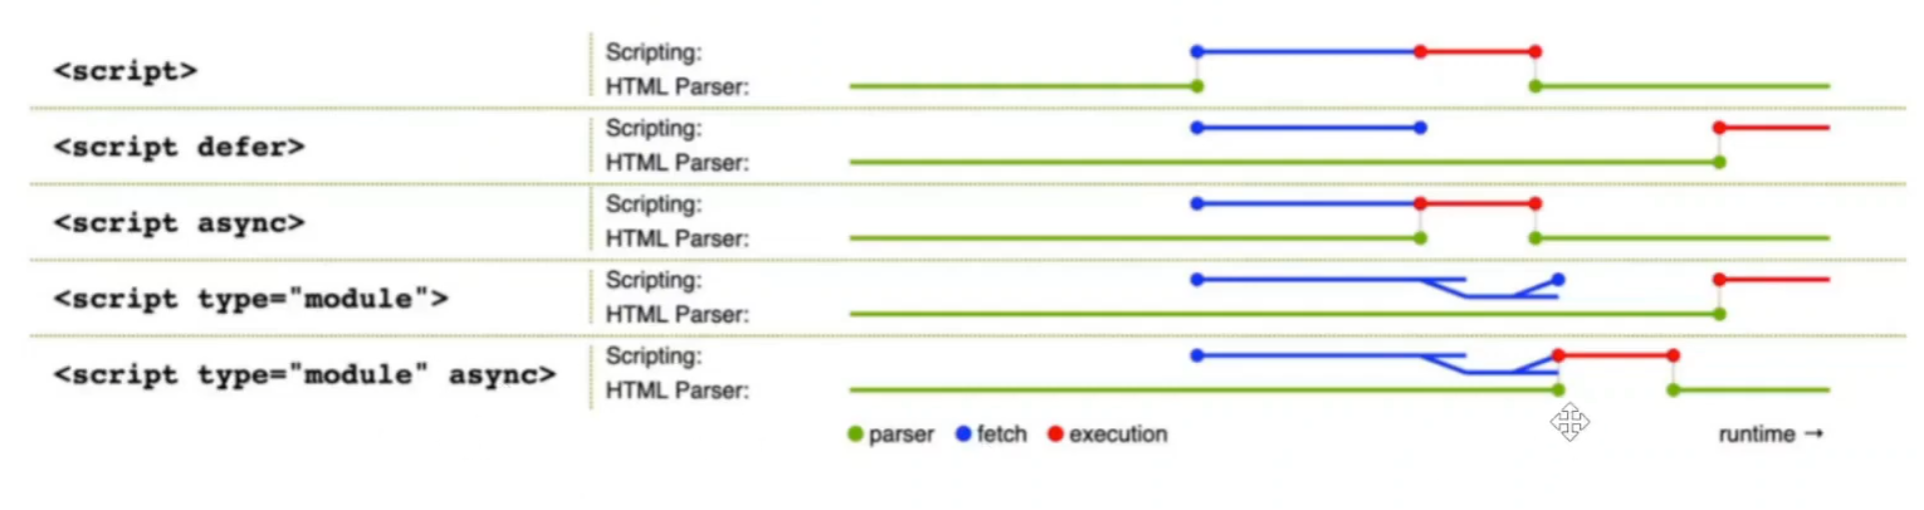 <script>
Scripting:
HTML Parser:
<script defer>
Scripting:
HTML Parser:
<script async>
Scripting:
HTML Parser:
<script type="module">
Scripting:
HTML Parser:
<script type="module" async>
Scripting:
HTML Parser:
parser fetch execution runtime →